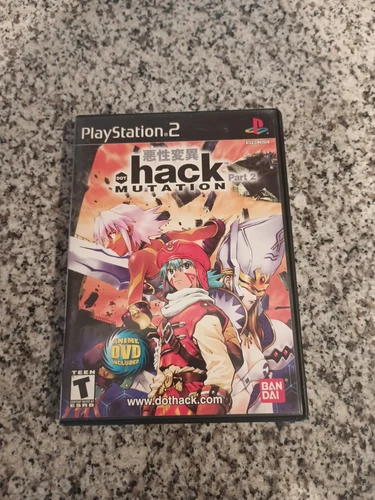 PlayStation 2
悪性変異
DOT
.hack
Part 2
MUTATION
ANIME
DVD
INCLUDED
TEEN
T
ESRB
www.dothack.com
BAN
DAI